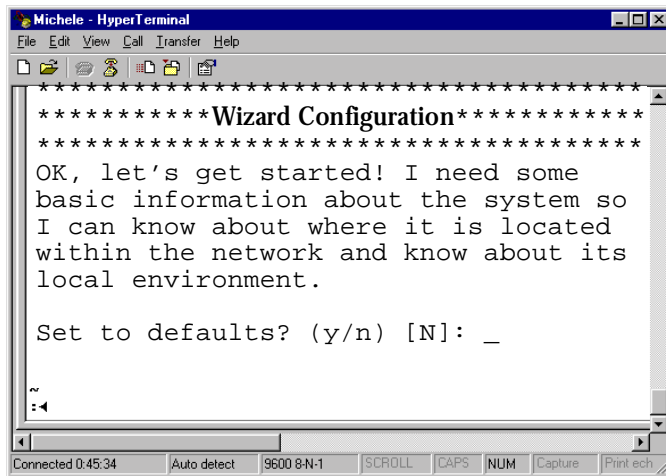 Michele - HyperTerminal
File Edit View Call Transfer Help
***************************************
***********Wizard Configuration************
***************************************
OK, let's get started! I need some
basic information about the system so
I can know about where it is located
within the network and know about its
local environment.
Set to defaults? (y/n) [N]: _
~
:
Connected 0:45:34 Auto detect 9600 8-N-1 SCROLL CAPS NUM Capture Print ech